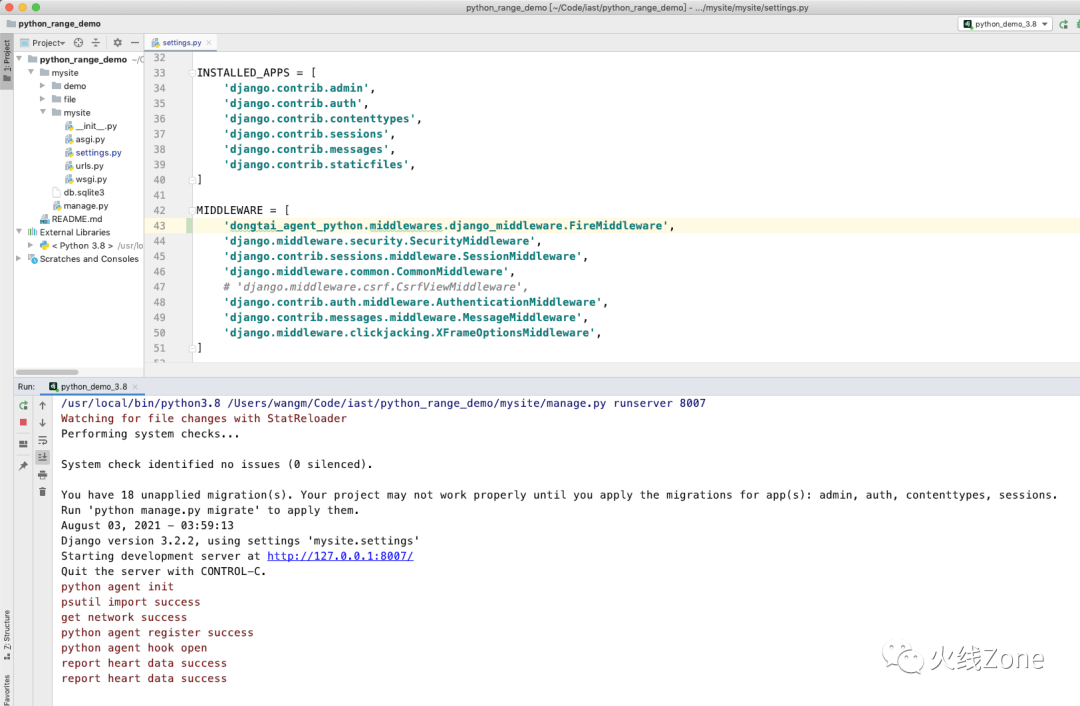 python_range_demo [~/Code/iast/python_range_demo] - .../mysite/mysite/settings.py
python_range_demo
python_demo_3.8
1: Project
Project
settings.py
python_range_demo
mysite
demo
file
mysite
__init__.py
asgi.py
settings.py
urls.py
wsgi.py
db.sqlite3
manage.py
README.md
External Libraries
< Python 3.8 > /usr/lo
Scratches and Consoles
32
33 INSTALLED_APPS = [
34 'django.contrib.admin',
35 'django.contrib.auth',
36 'django.contrib.contenttypes',
37 'django.contrib.sessions',
38 'django.contrib.messages',
39 'django.contrib.staticfiles',
40 ]
41
42 MIDDLEWARE = [
43 'dongtai_agent_python.middlewares.django_middleware.FireMiddleware',
44 'django.middleware.security.SecurityMiddleware',
45 'django.contrib.sessions.middleware.SessionMiddleware',
46 'django.middleware.common.CommonMiddleware',
47 # 'django.middleware.csrf.CsrfViewMiddleware',
48 'django.contrib.auth.middleware.AuthenticationMiddleware',
49 'django.contrib.messages.middleware.MessageMiddleware',
50 'django.middleware.clickjacking.XFrameOptionsMiddleware',
51 ]
Run: python_demo_3.8
/usr/local/bin/python3.8 /Users/wangm/Code/iast/python_range_demo/mysite/manage.py runserver 8007
Watching for file changes with StatReloader
Performing system checks...
System check identified no issues (0 silenced).
You have 18 unapplied migration(s). Your project may not work properly until you apply the migrations for app(s): admin, auth, contenttypes, sessions.
Run 'python manage.py migrate' to apply them.
August 03, 2021 - 03:59:13
Django version 3.2.2, using settings 'mysite.settings'
Starting development server at http://127.0.0.1:8007/
Quit the server with CONTROL-C.
python agent init
psutil import success
get network success
python agent register success
python agent hook open
report heart data success
report heart data success
Z: Structure
Favorites
火线Zone